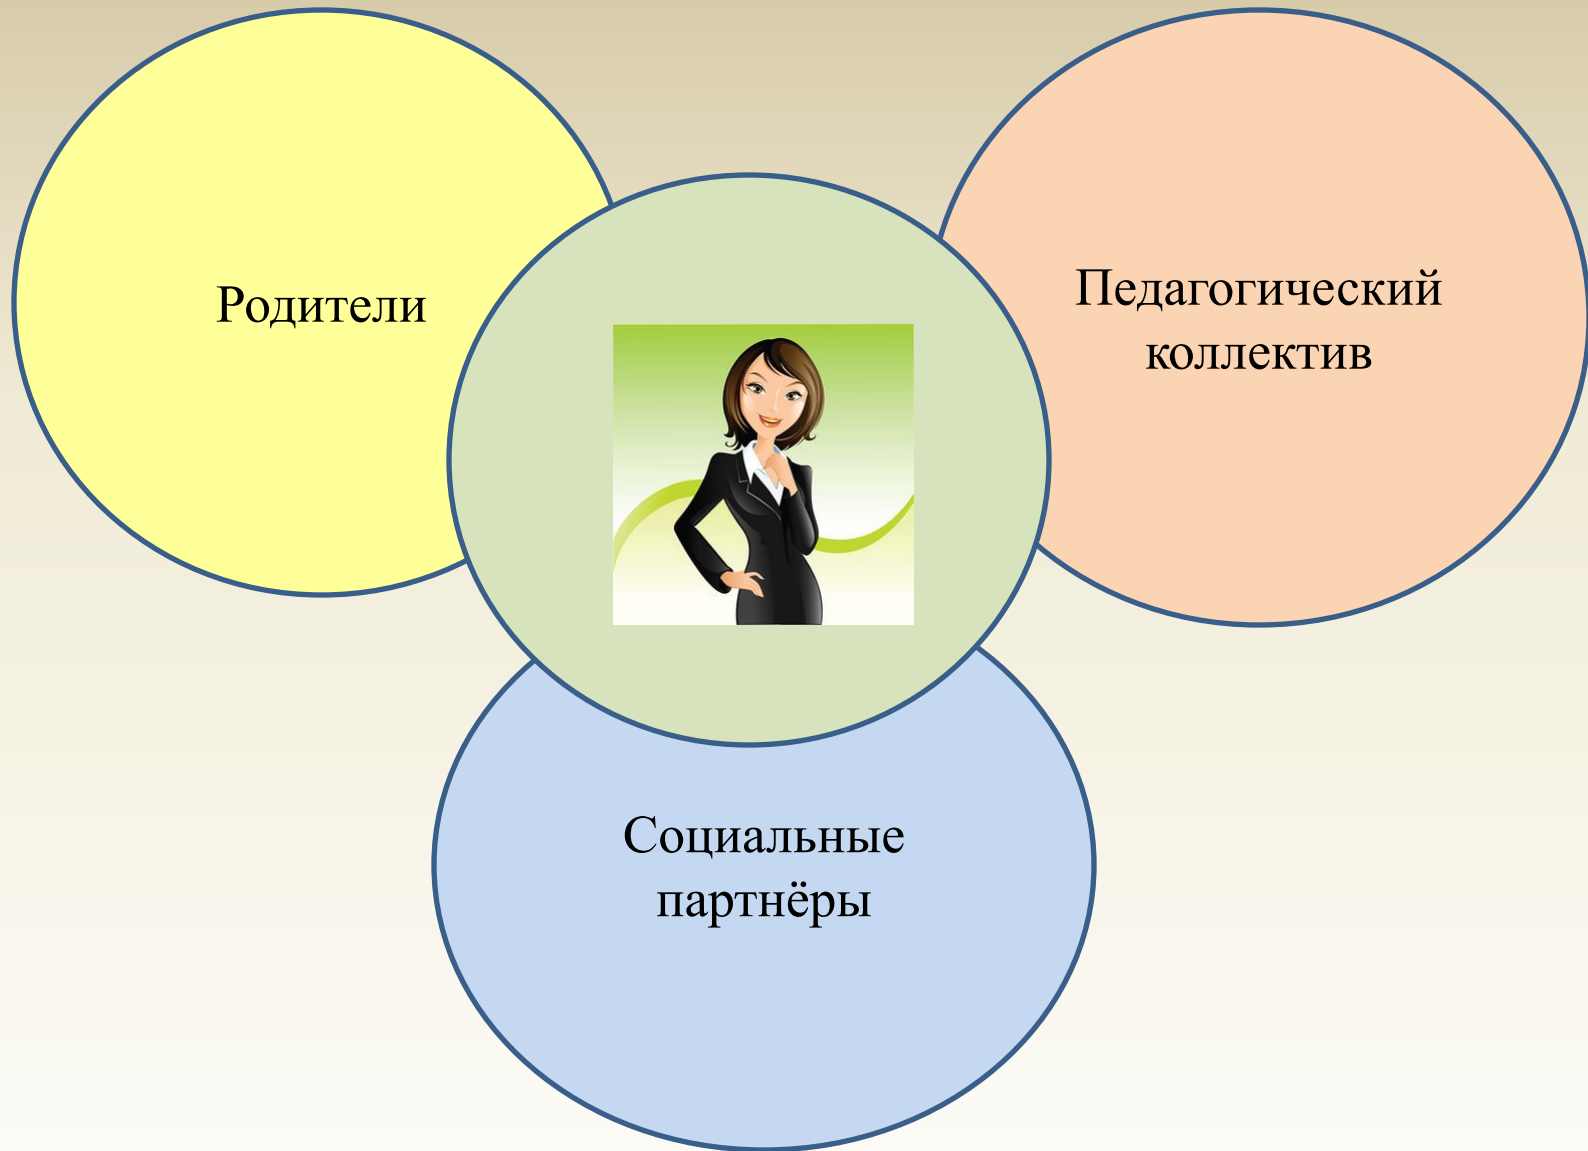 Родители
Педагогический
коллектив
Социальные
партнёры